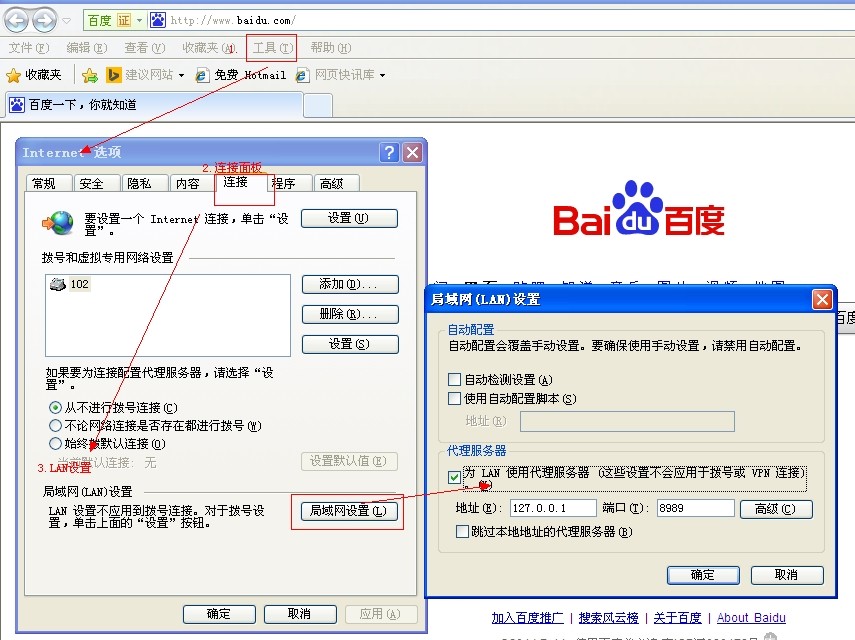 百度 证 http://www.baidu.com/
文件(F) 编辑(E) 查看(V) 收藏夹(A) 1. 工具(T) 帮助(H)
收藏夹 建议网站 免费 Hotmail 网页快讯库
百度一下，你就知道
Internet 选项
2.连接面板
常规 安全 隐私 内容 连接 程序 高级
要设置一个 Internet 连接，单击“设
置”。
设置(U)
拨号和虚拟专用网络设置
102
添加(D)...
删除(R)...
设置(S)
如果要为连接配置代理服务器，请选择“设
置”。
从不进行拨号连接(C)
不论网络连接是否存在都进行拨号(W)
始终拨默认连接(O)
当前默认连接： 无
设置默认值(E)
3.LAN设置
局域网(LAN)设置
LAN 设置不应用到拨号连接。对于拨号设
置，单击上面的“设置”按钮。
局域网设置(L)
确定 取消 应用(A)
Bai du 百度
局域网(LAN)设置
自动配置
自动配置会覆盖手动设置。要确保使用手动设置，请禁用自动配置。
自动检测设置(A)
使用自动配置脚本(S)
地址(R)
代理服务器
为 LAN 使用代理服务器 (这些设置不会应用于拨号或 VPN 连接)
地址(E): 127.0.0.1 端口(T): 8989 高级(C)
跳过本地地址的代理服务器(B)
确定 取消
加入百度推广 | 搜索风云榜 | 关于百度 | About Baidu